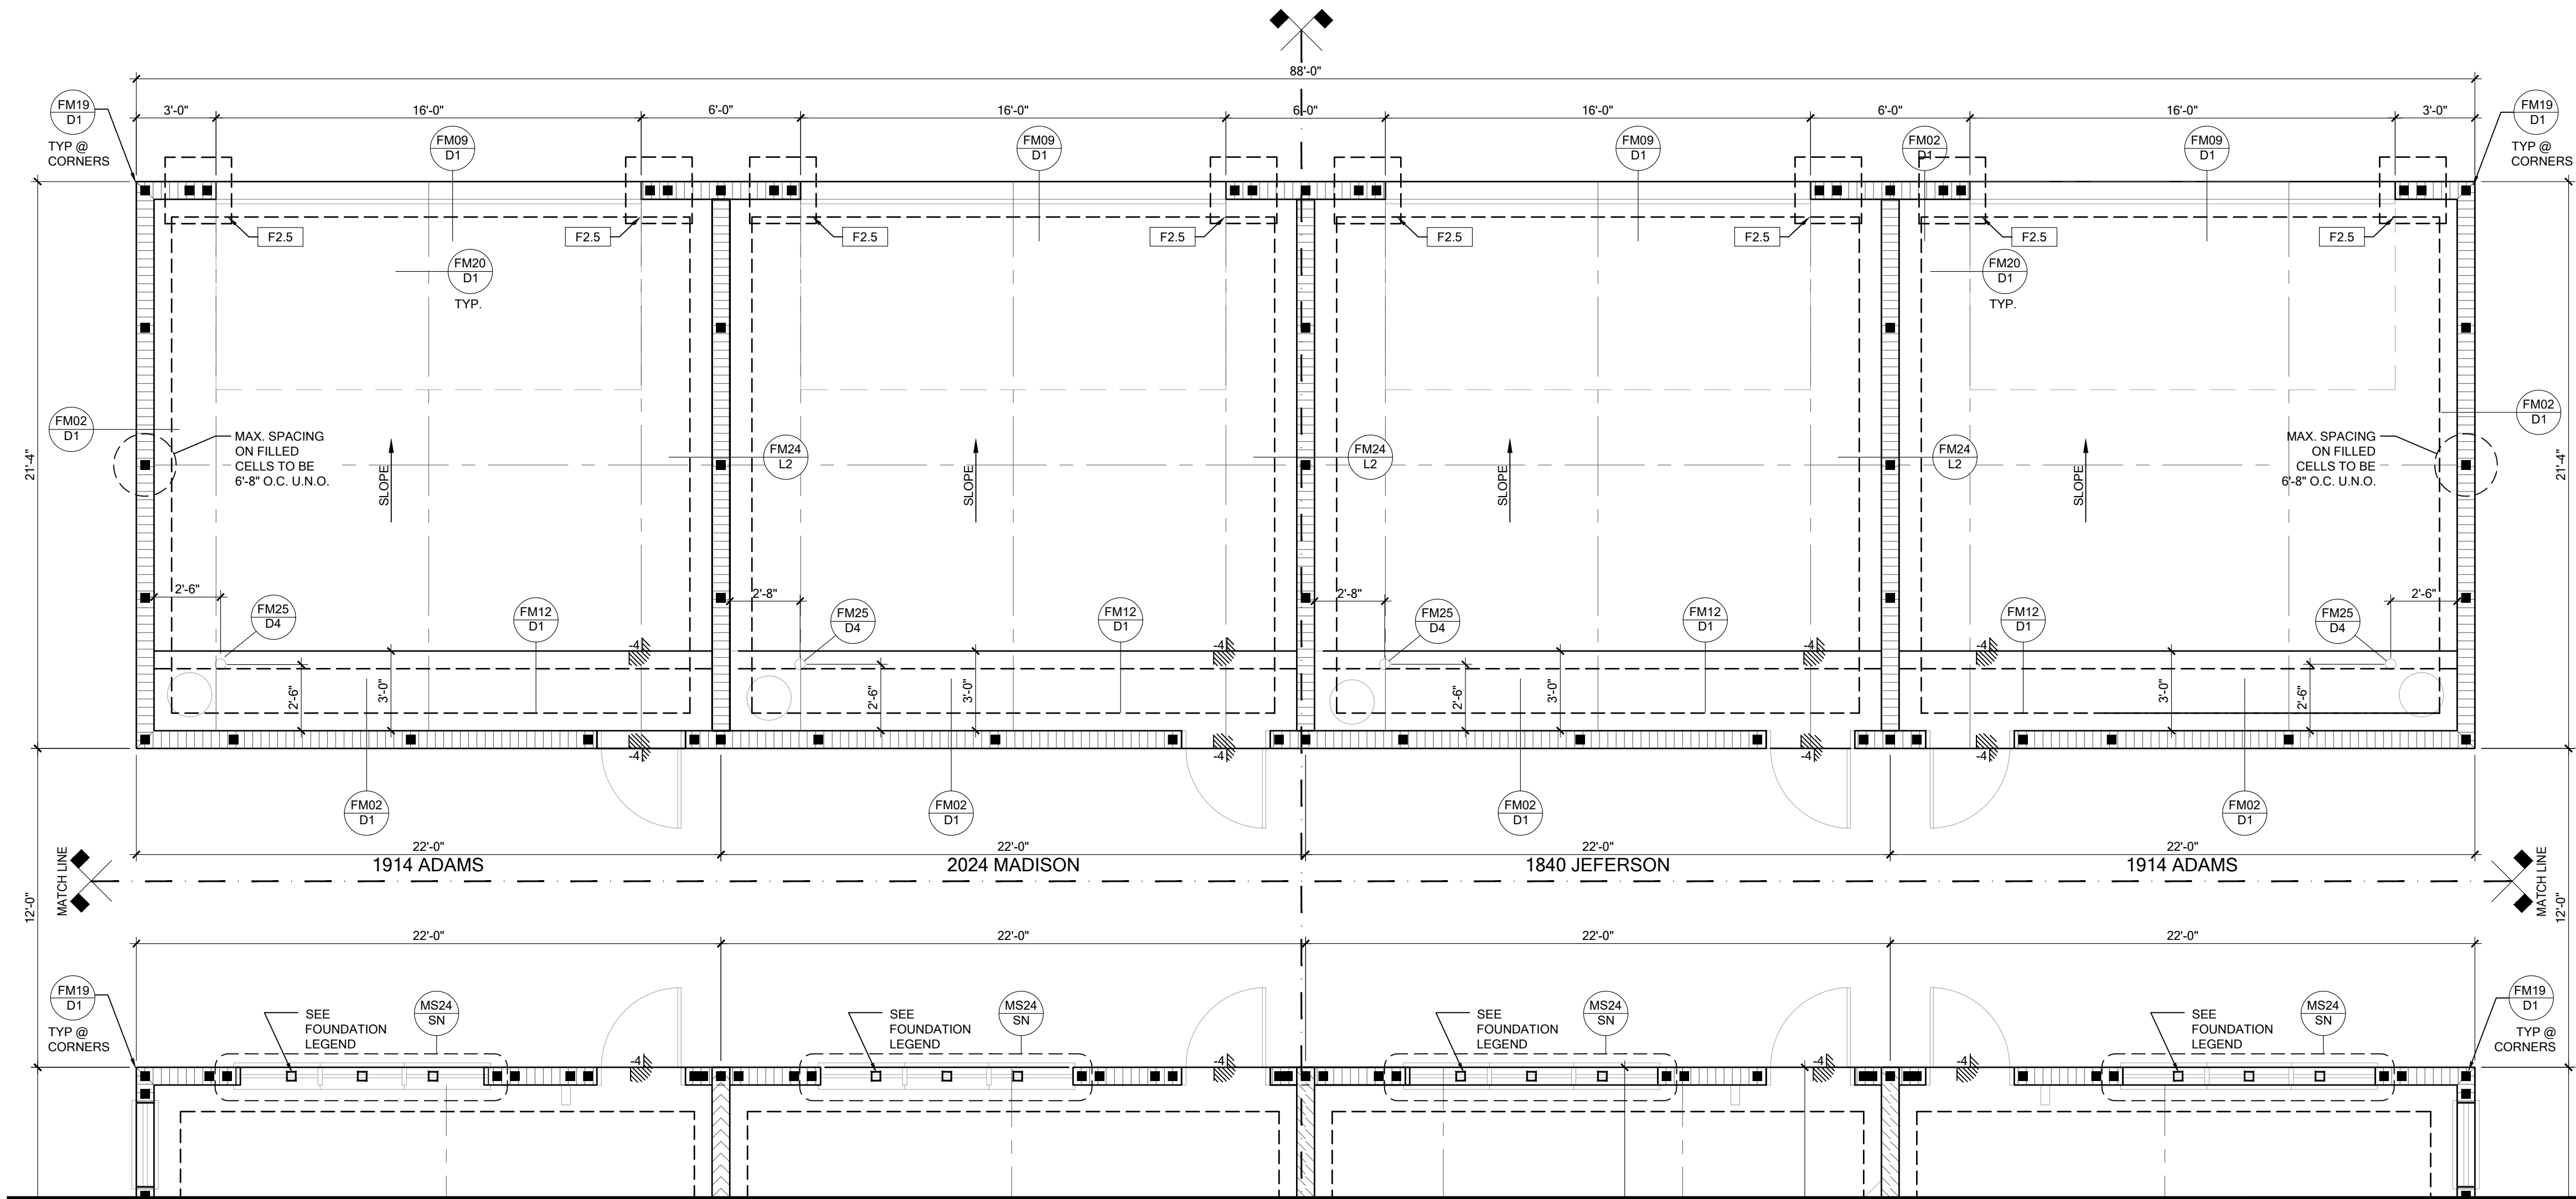 88'-0"
3'-0"
16'-0"
6'-0"
16'-0"
6'-0"
16'-0"
6'-0"
16'-0"
3'-0"
FM19
D1
TYP @
CORNERS
FM09
D1
FM09
D1
FM09
D1
FM02
D1
FM09
D1
FM19
D1
TYP @
CORNERS
F2.5
F2.5
F2.5
F2.5
F2.5
F2.5
F2.5
F2.5
FM20
D1
TYP.
FM20
D1
TYP.
21'-4"
FM02
D1
MAX. SPACING
ON FILLED
CELLS TO BE
6'-8" O.C. U.N.O.
SLOPE
FM24
L2
SLOPE
FM24
L2
SLOPE
FM24
L2
SLOPE
MAX. SPACING
ON FILLED
CELLS TO BE
6'-8" O.C. U.N.O.
FM02
D1
21'-4"
2'-6"
FM25
D4
FM12
D1
2'-8"
FM25
D4
FM12
D1
2'-8"
FM25
D4
FM12
D1
FM12
D1
FM25
D4
2'-6"
-4
-4
-4
-4
2'-6"
3'-0"
2'-6"
3'-0"
2'-6"
3'-0"
3'-0"
2'-6"
-4
-4
-4
-4
FM02
D1
FM02
D1
FM02
D1
FM02
D1
22'-0"
22'-0"
22'-0"
22'-0"
MATCH LINE
1914 ADAMS
2024 MADISON
1840 JEFERSON
1914 ADAMS
MATCH LINE
12'-0"
12'-0"
22'-0"
22'-0"
22'-0"
22'-0"
FM19
D1
TYP @
CORNERS
SEE
FOUNDATION
LEGEND
MS24
SN
SEE
FOUNDATION
LEGEND
MS24
SN
SEE
FOUNDATION
LEGEND
MS24
SN
SEE
FOUNDATION
LEGEND
MS24
SN
FM19
D1
TYP @
CORNERS
-4
-4
-4
-4